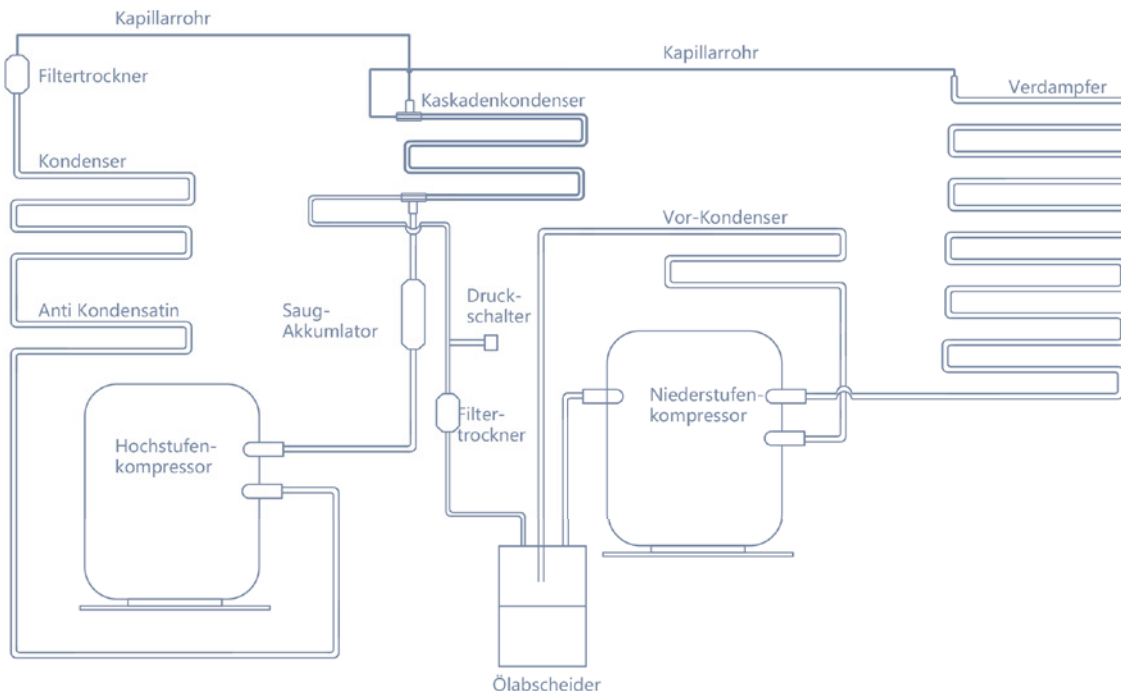 Kapillarrohr
Kapillarrohr
Filtertrockner
Verdampfer
Kaskadenkondenser
Kondenser
Vor-Kondenser
Anti Kondensatin
Saug-
Akkumlator
Druck-
schalter
Niederstufen-
kompressor
Filter-
trockner
Hochstufen-
kompressor
Ölabscheider